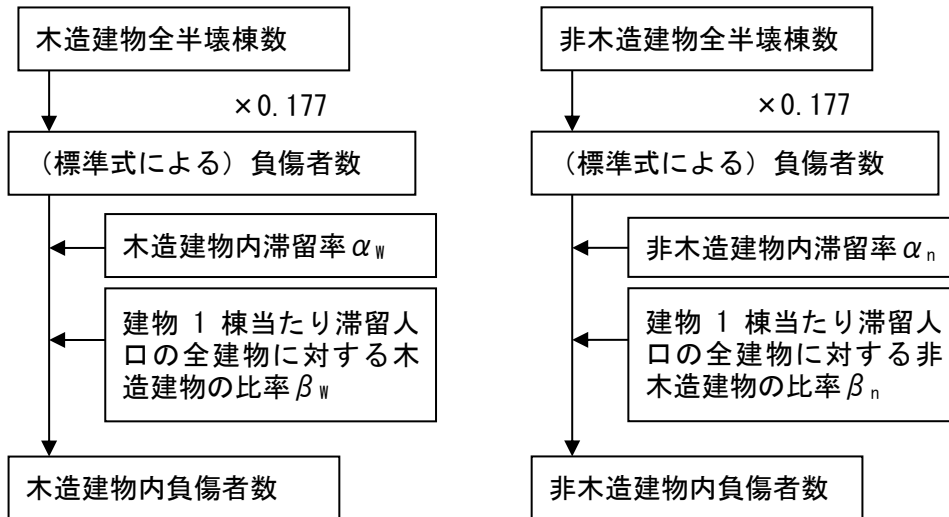 木造建物全半壊棟数
×0.177
(標準式による)負傷者数
木造建物内滞留率αw
建物 1 棟当たり滞留人
口の全建物に対する木
造建物の比率βw
木造建物内負傷者数
非木造建物全半壊棟数
×0.177
(標準式による)負傷者数
非木造建物内滞留率αn
建物 1 棟当たり滞留人
口の全建物に対する非
木造建物の比率βn
非木造建物内負傷者数